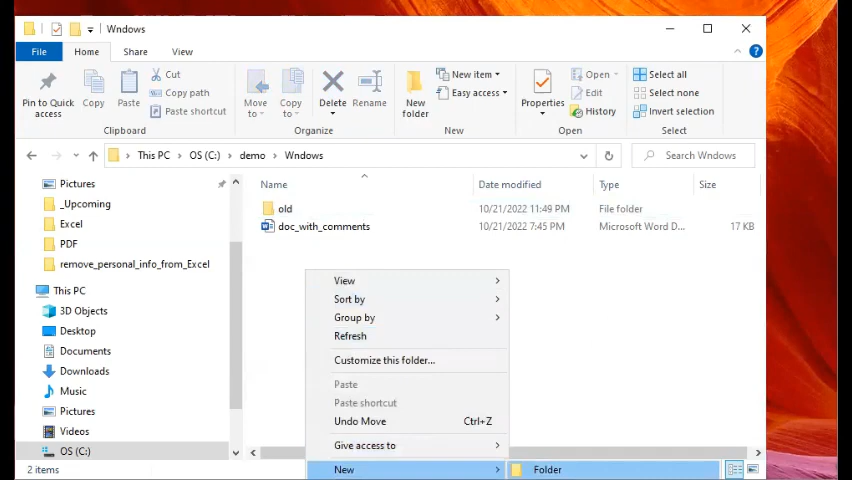 Wndows
File Home Share View
Pin to Quick access
Copy
Paste
Cut
Copy path
Paste shortcut
Clipboard
Move to
Copy to
Delete
Rename
Organize
New folder
New item
Easy access
New
Properties
Open
Edit
History
Open
Select all
Select none
Invert selection
Select
This PC > OS (C:) > demo > Wndows
Search Wndows
Pictures
_Upcoming
Excel
PDF
remove_personal_info_from_Excel
This PC
3D Objects
Desktop
Documents
Downloads
Music
Pictures
Videos
OS (C:)
Name Date modified Type Size
old 10/21/2022 11:49 PM File folder
doc_with_comments 10/21/2022 7:45 PM Microsoft Word D... 17 KB
View
Sort by
Group by
Refresh
Customize this folder...
Paste
Paste shortcut
Undo Move Ctrl+Z
Give access to
New
Folder
2 items